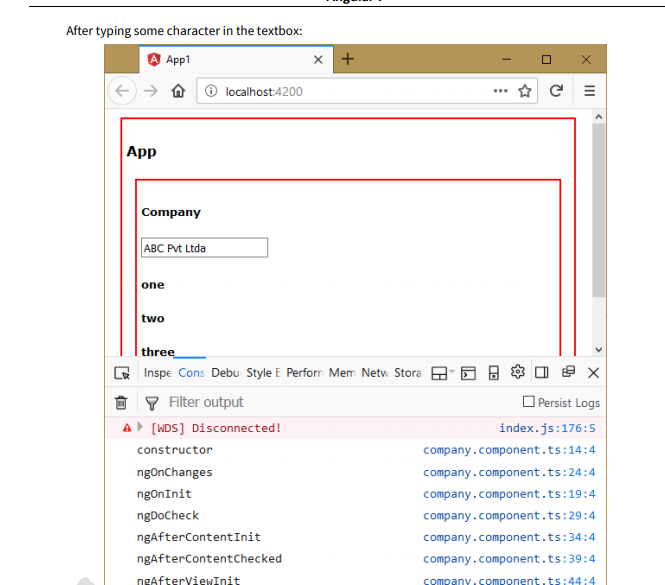 After typing some character in the textbox:
App1
localhost:4200
App
Company
ABC Pvt Ltda
one
two
three
Inspe Cons Debu Style E Perform Mem Netw Stora
Filter output Persist Logs
[WDS] Disconnected! index.js:176:5
constructor company.component.ts:14:4
ngOnChanges company.component.ts:24:4
ngOnInit company.component.ts:19:4
ngDoCheck company.component.ts:29:4
ngAfterContentInit company.component.ts:34:4
ngAfterContentChecked company.component.ts:39:4
ngAfterViewInit company.component.ts:44:4